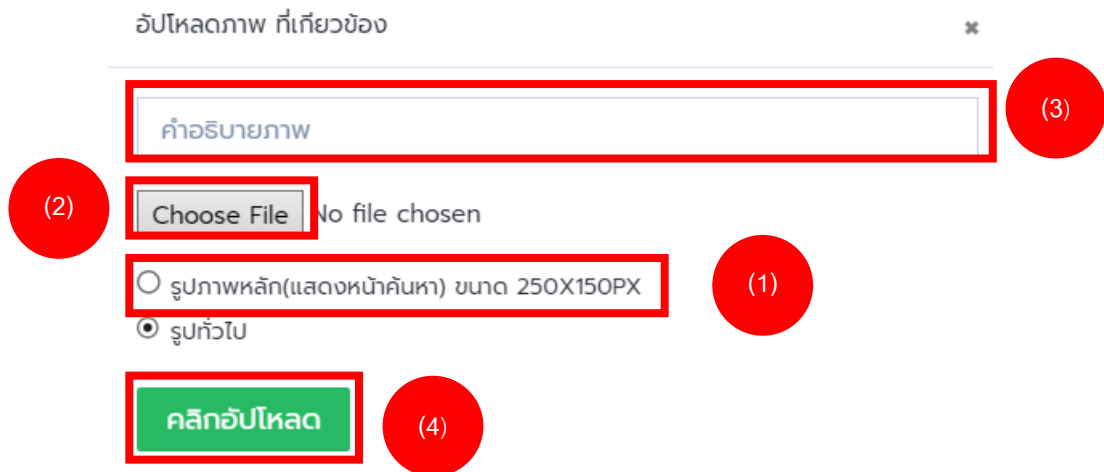 อัปโหลดภาพ ที่เกี่ยวข้อง
(3)
คำอธิบายภาพ
(2)
Choose File No file chosen
(1)
รูปภาพหลัก(แสดงหน้าค้นหา) ขนาด 250X150PX
รูปทั่วไป
คลิกอัปโหลด
(4)